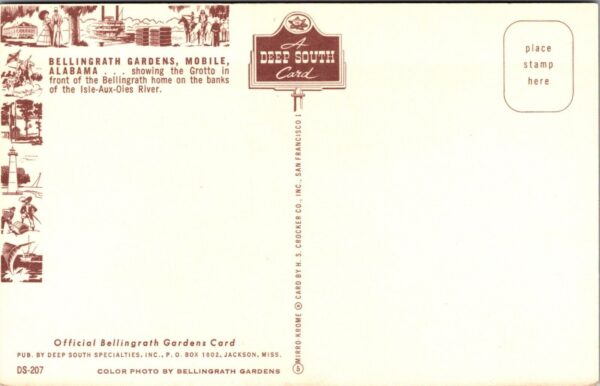 BELLINGRATH GARDENS, MOBILE,
ALABAMA . . . showing the Grotto in
front of the Bellingrath home on the banks
of the Isle-Aux-Oies River.
A
DEEP SOUTH
Card
place
stamp
here
MIRRO KROME ® CARD BY H. S. CROCKER CO., INC., SAN FRANCISCO 1
Official Bellingrath Gardens Card
PUB. BY DEEP SOUTH SPECIALTIES, INC., P. O. BOX 1802, JACKSON, MISS.
DS-207
COLOR PHOTO BY BELLINGRATH GARDENS